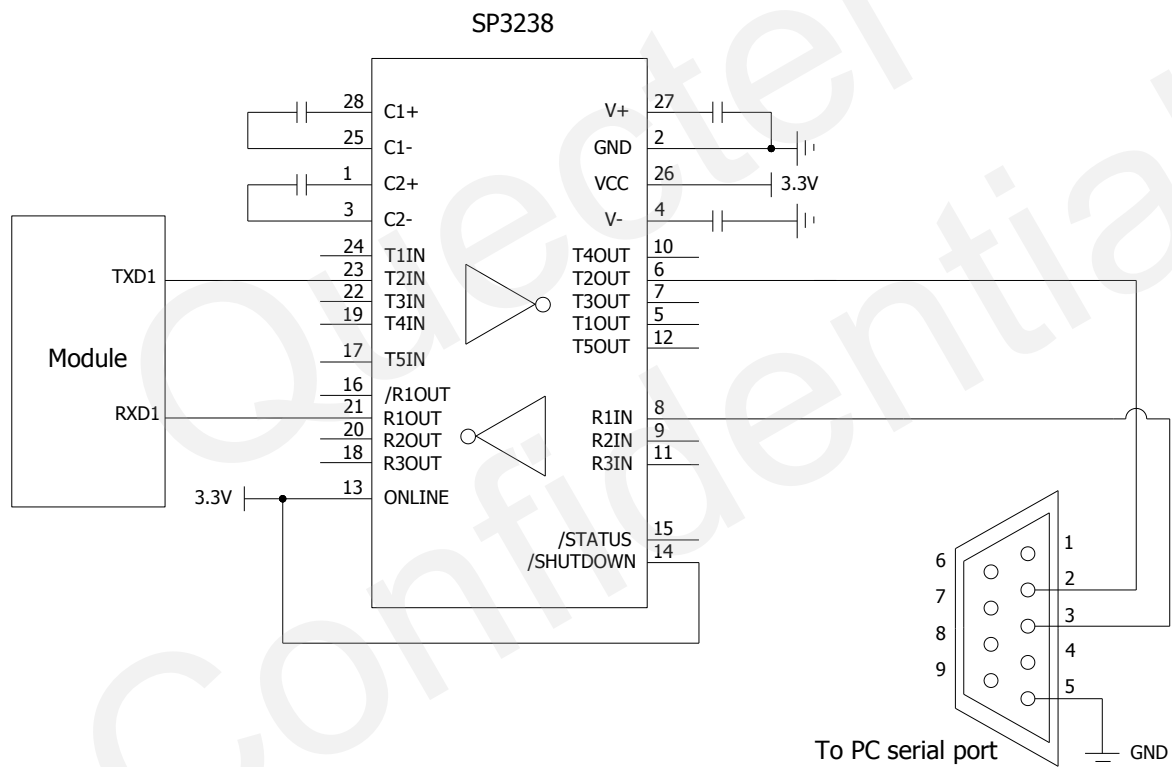 SP3238
28 C1+ V+ 27
25 C1- GND 2
1 C2+ VCC 26 3.3V
3 C2- V- 4
24 T1IN T4OUT 10
TXD1 23 T2IN T2OUT 6
22 T3IN T3OUT 7
19 T4IN T1OUT 5
17 T5IN T5OUT 12
Module
16 /R1OUT
RXD1 21 R1OUT R1IN 8
20 R2OUT R2IN 9
18 R3OUT R3IN 11
3.3V 13 ONLINE
/STATUS 15
/SHUTDOWN 14
1
6
2
7
3
8
4
9
5
To PC serial port GND
Quectel
Confidential